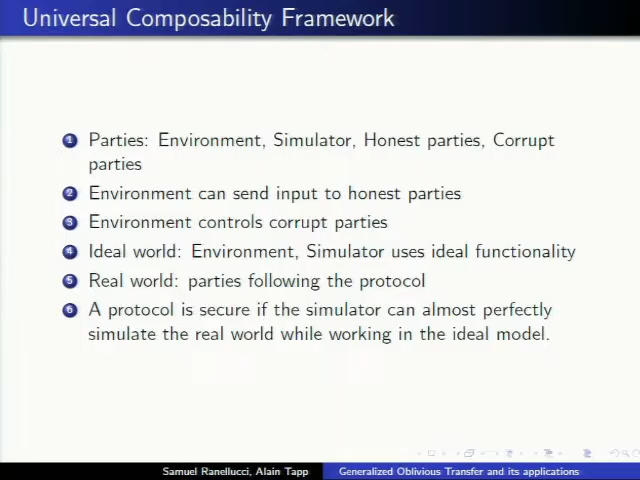 Universal Composability Framework
1 Parties: Environment, Simulator, Honest parties, Corrupt
parties
2 Environment can send input to honest parties
3 Environment controls corrupt parties
4 Ideal world: Environment, Simulator uses ideal functionality
5 Real world: parties following the protocol
6 A protocol is secure if the simulator can almost perfectly
simulate the real world while working in the ideal model.
Samuel Ranellucci, Alain Tapp Generalized Oblivious Transfer and its applications